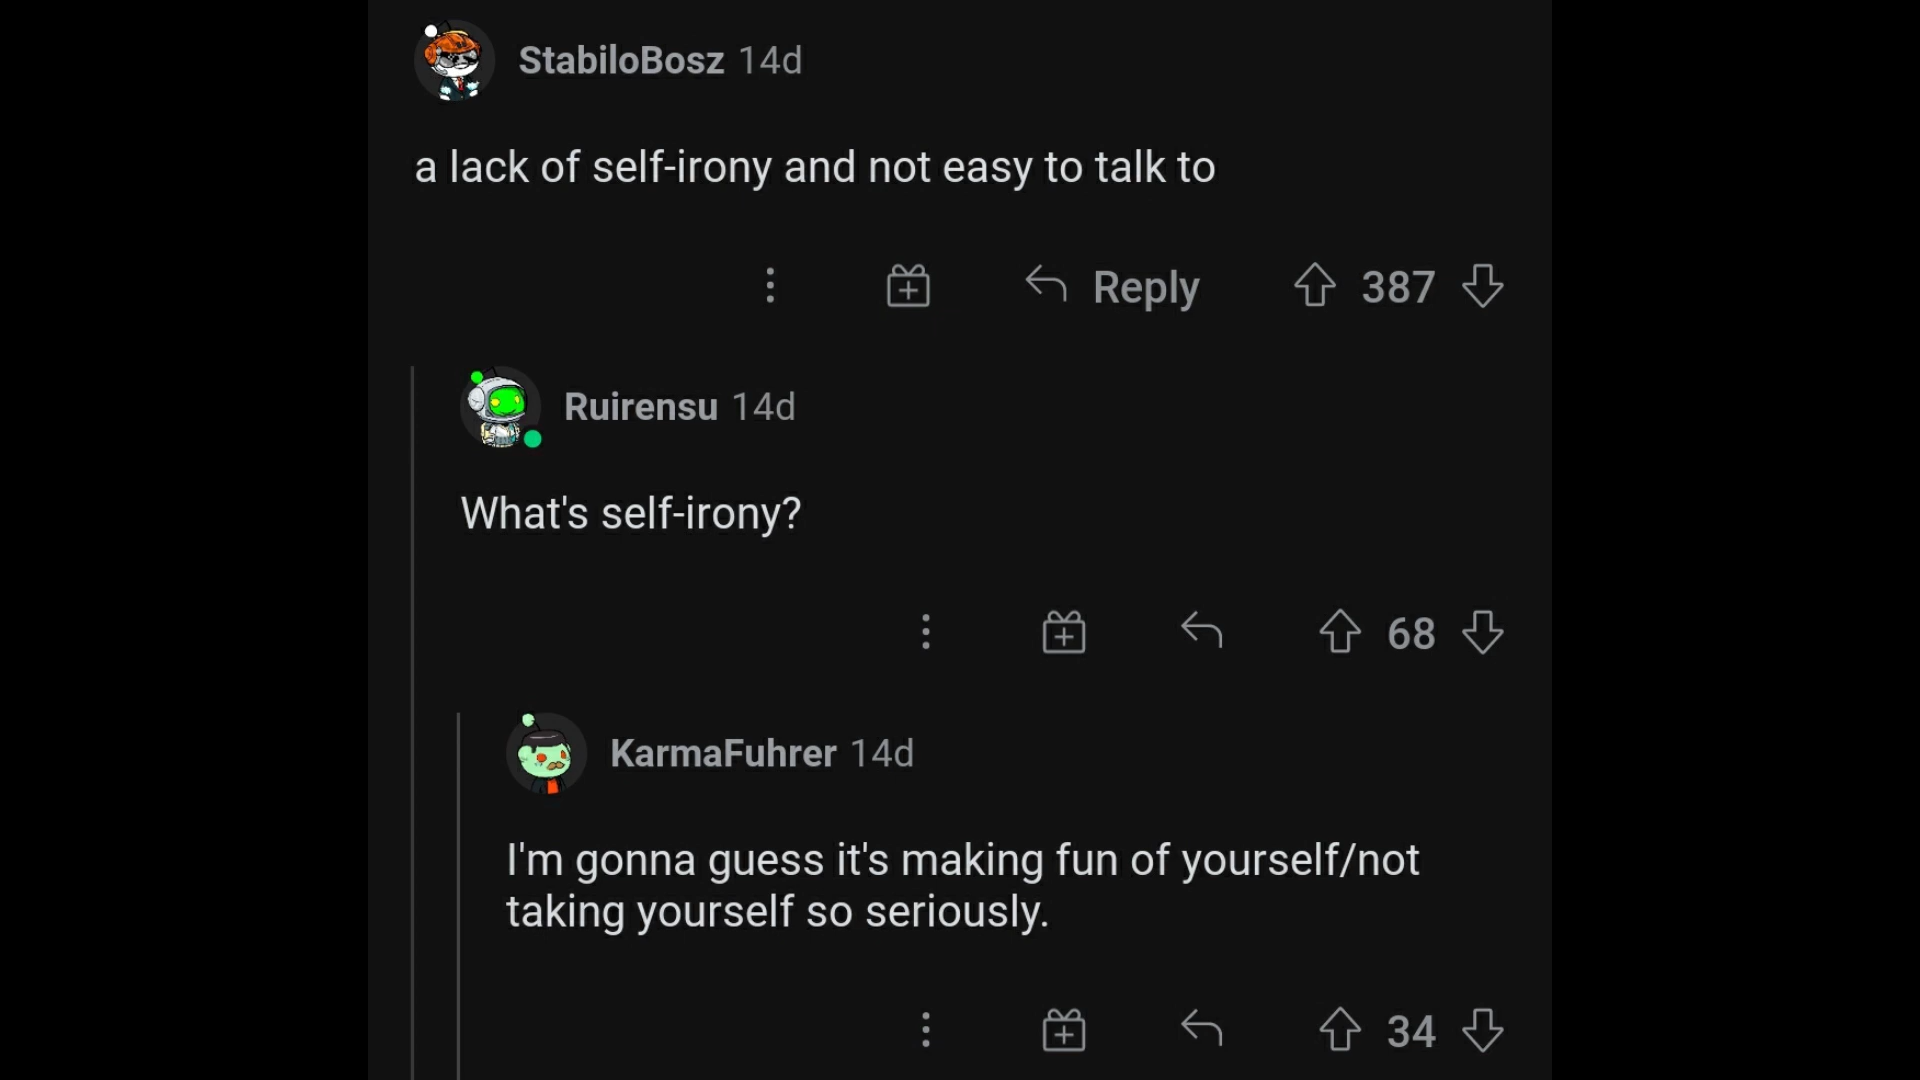 StabiloBosz 14d
a lack of self-irony and not easy to talk to
Reply 387
Ruirensu 14d
What's self-irony?
68
KarmaFuhrer 14d
I'm gonna guess it's making fun of yourself/not
taking yourself so seriously.
34